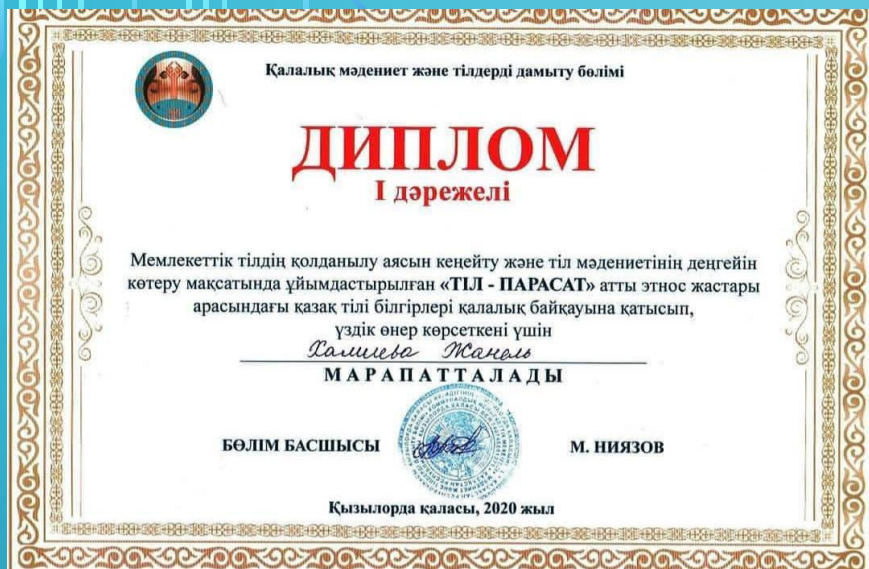 Қалалық мәдениет және тілдерді дамыту бөлімі
ДИПЛОМ
І дәрежелі
Мемлекеттік тілдің қолданылу аясын кеңейту және тіл мәдениетінің деңгейін
көтеру мақсатында ұйымдастырылған «ТІЛ - ПАРАСАТ» атты этнос жастары
арасындағы қазақ тілі білгірлері қалалық байқауына қатысып,
үздік өнер көрсеткені үшін
Жанель
МАРАПАТТАЛАДЫ
БӨЛІМ БАСШЫСЫ М. НИЯЗОВ
Қызылорда қаласы, 2020 жыл